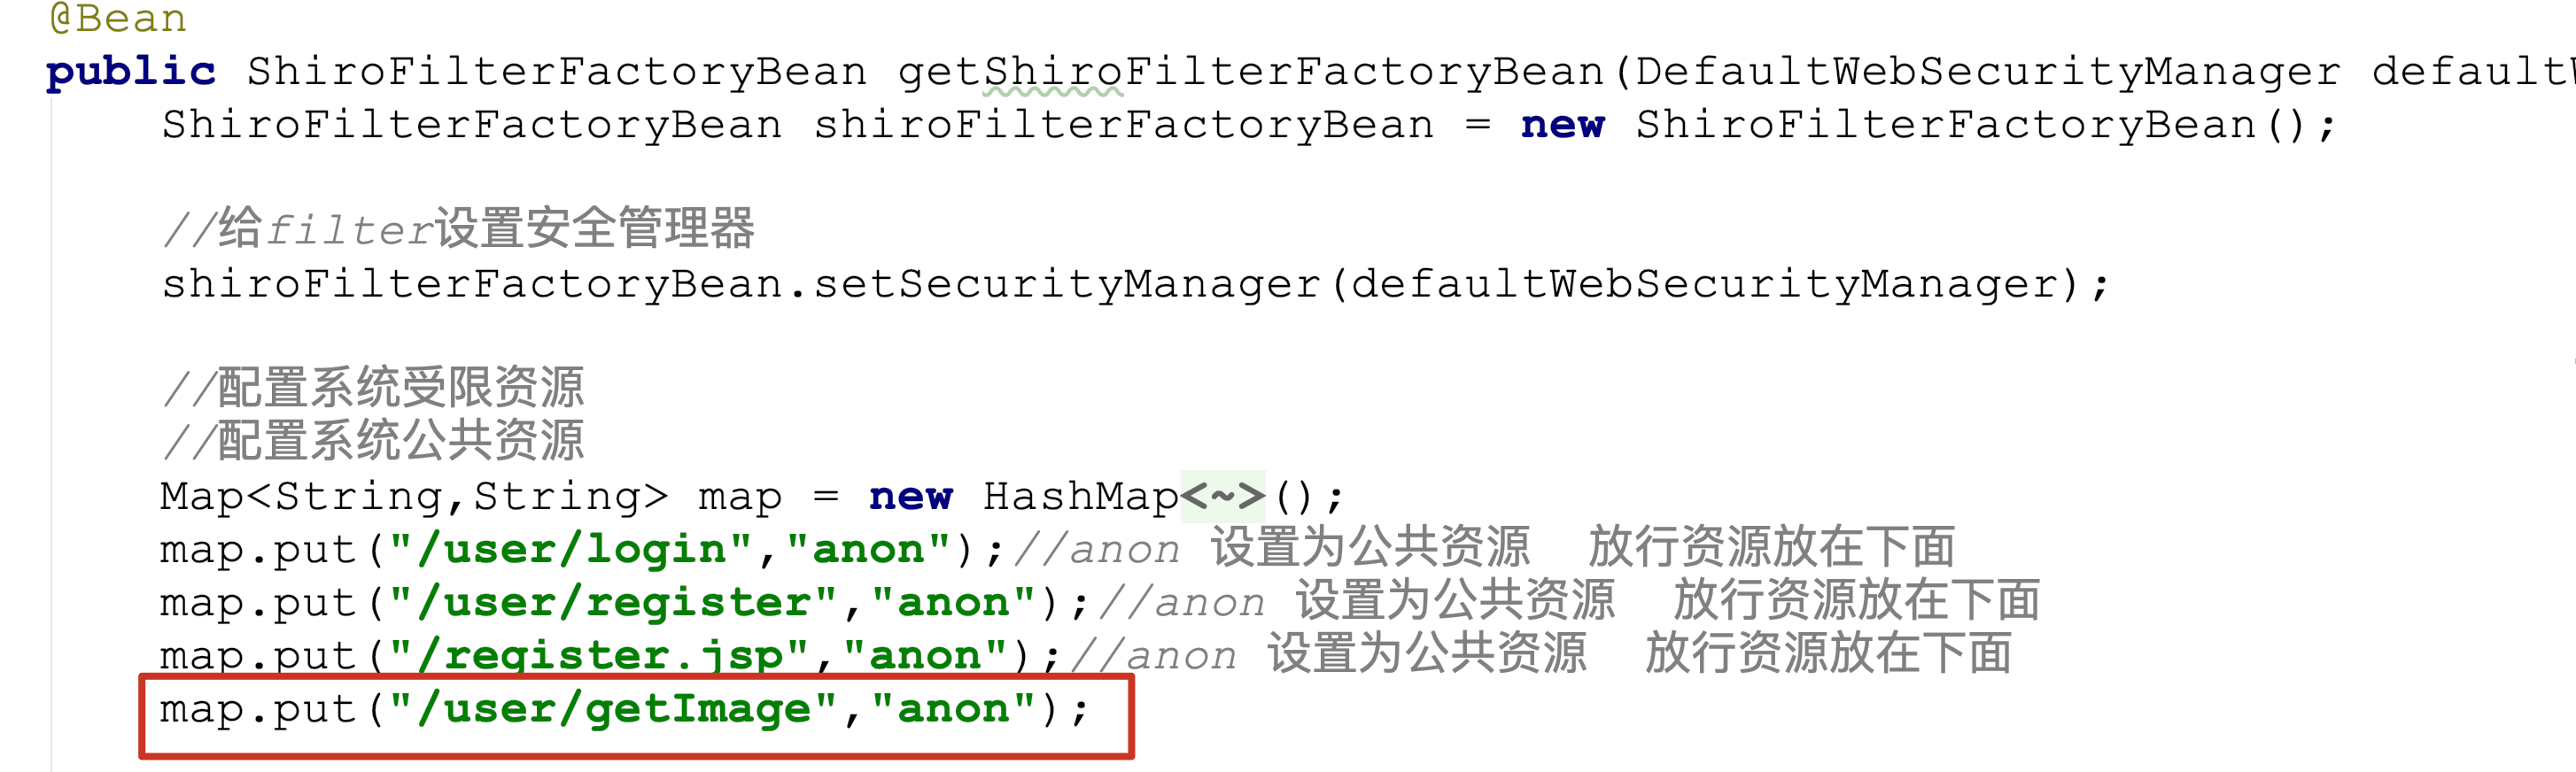 @Bean
public ShiroFilterFactoryBean getShiroFilterFactoryBean(DefaultWebSecurityManager default
ShiroFilterFactoryBean shiroFilterFactoryBean = new ShiroFilterFactoryBean();
//给filter设置安全管理器
shiroFilterFactoryBean.setSecurityManager(defaultWebSecurityManager);
//配置系统受限资源
//配置系统公共资源
Map<String,String> map = new HashMap<~>();
map.put("/user/login","anon");//anon 设置为公共资源  放行资源放在下面
map.put("/user/register","anon");//anon 设置为公共资源  放行资源放在下面
map.put("/register.jsp","anon");//anon 设置为公共资源  放行资源放在下面
map.put("/user/getImage","anon");